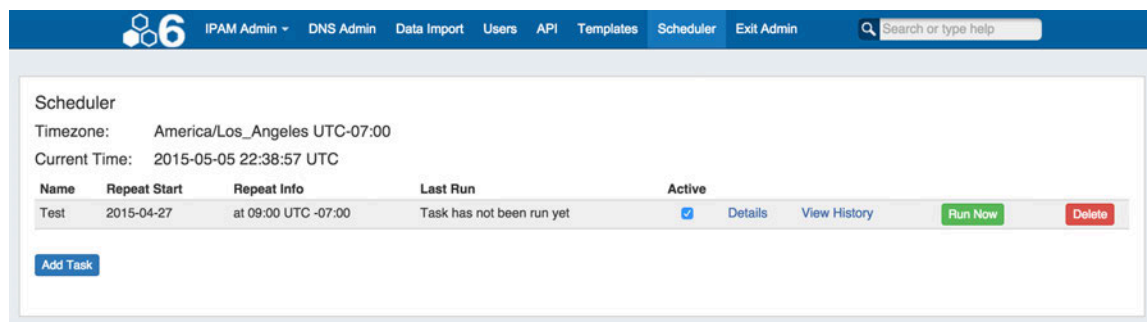 6 IPAM Admin DNS Admin Data Import Users API Templates Scheduler Exit Admin Search or type help
Scheduler
Timezone: America/Los_Angeles UTC-07:00
Current Time: 2015-05-05 22:38:57 UTC
Name Repeat Start Repeat Info Last Run Active
Test 2015-04-27 at 09:00 UTC -07:00 Task has not been run yet Details View History Run Now Delete
Add Task